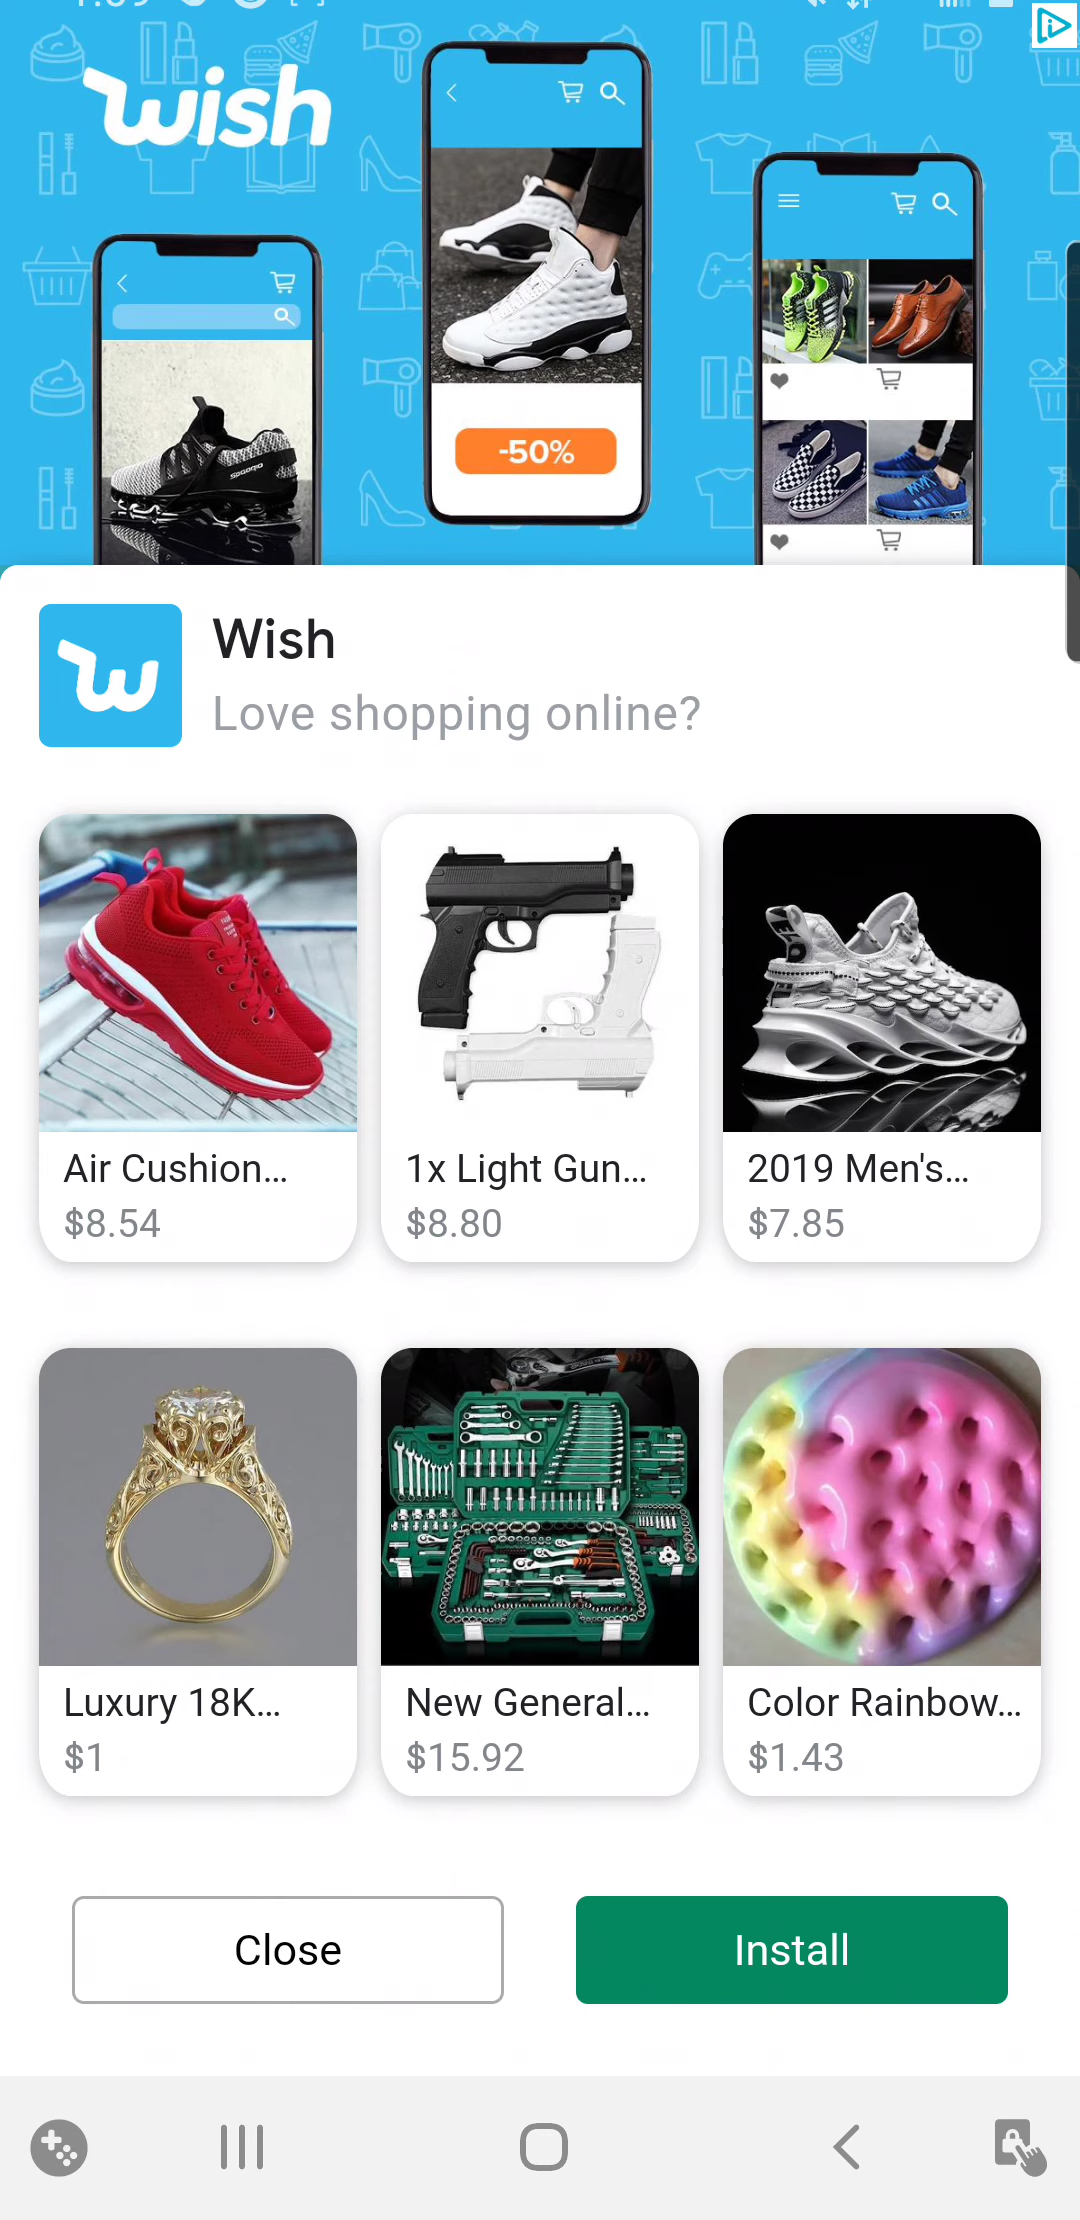 wish
-50%
Wish
Love shopping online?
Air Cushion...
$8.54
1x Light Gun...
$8.80
2019 Men's...
$7.85
Luxury 18K...
$1
New General...
$15.92
Color Rainbow...
$1.43
Close
Install